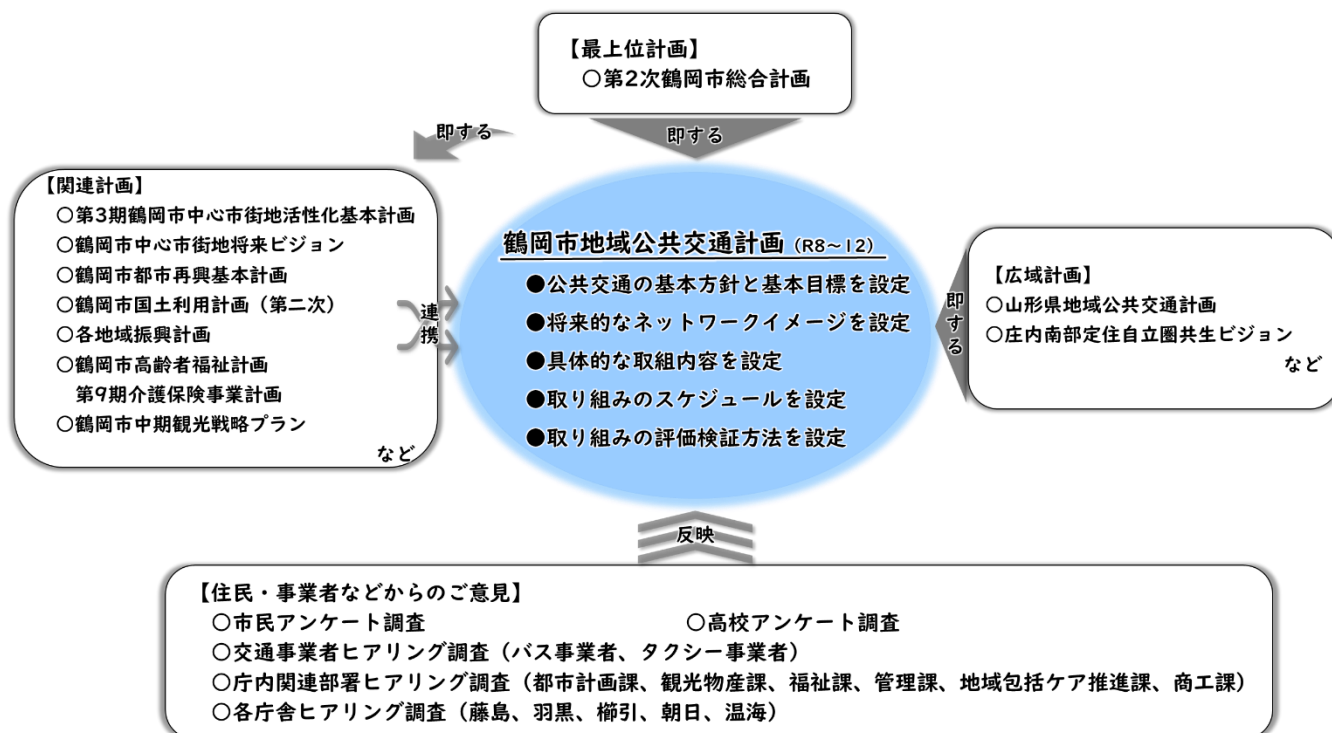 【最上位計画】
○第2次鶴岡市総合計画
即する
即する
【関連計画】
○第3期鶴岡市中心市街地活性化基本計画
○鶴岡市中心市街地将来ビジョン
○鶴岡市都市再興基本計画
○鶴岡市国土利用計画（第二次）
○各地域振興計画
○鶴岡市高齢者福祉計画
第9期介護保険事業計画
○鶴岡市中期観光戦略プラン
など
連携
鶴岡市地域公共交通計画（R8～12）
●公共交通の基本方針と基本目標を設定
●将来的なネットワークイメージを設定
●具体的な取組内容を設定
●取り組みのスケジュールを設定
●取り組みの評価検証方法を設定
即する
【広域計画】
○山形県地域公共交通計画
○庄内南部定住自立圏共生ビジョン
など
反映
【住民・事業者などからのご意見】
○市民アンケート調査 ○高校アンケート調査
○交通事業者ヒアリング調査（バス事業者、タクシー事業者）
○庁内関連部署ヒアリング調査（都市計画課、観光物産課、福祉課、管理課、地域包括ケア推進課、商工課）
○各庁舎ヒアリング調査（藤島、羽黒、櫛引、朝日、温海）